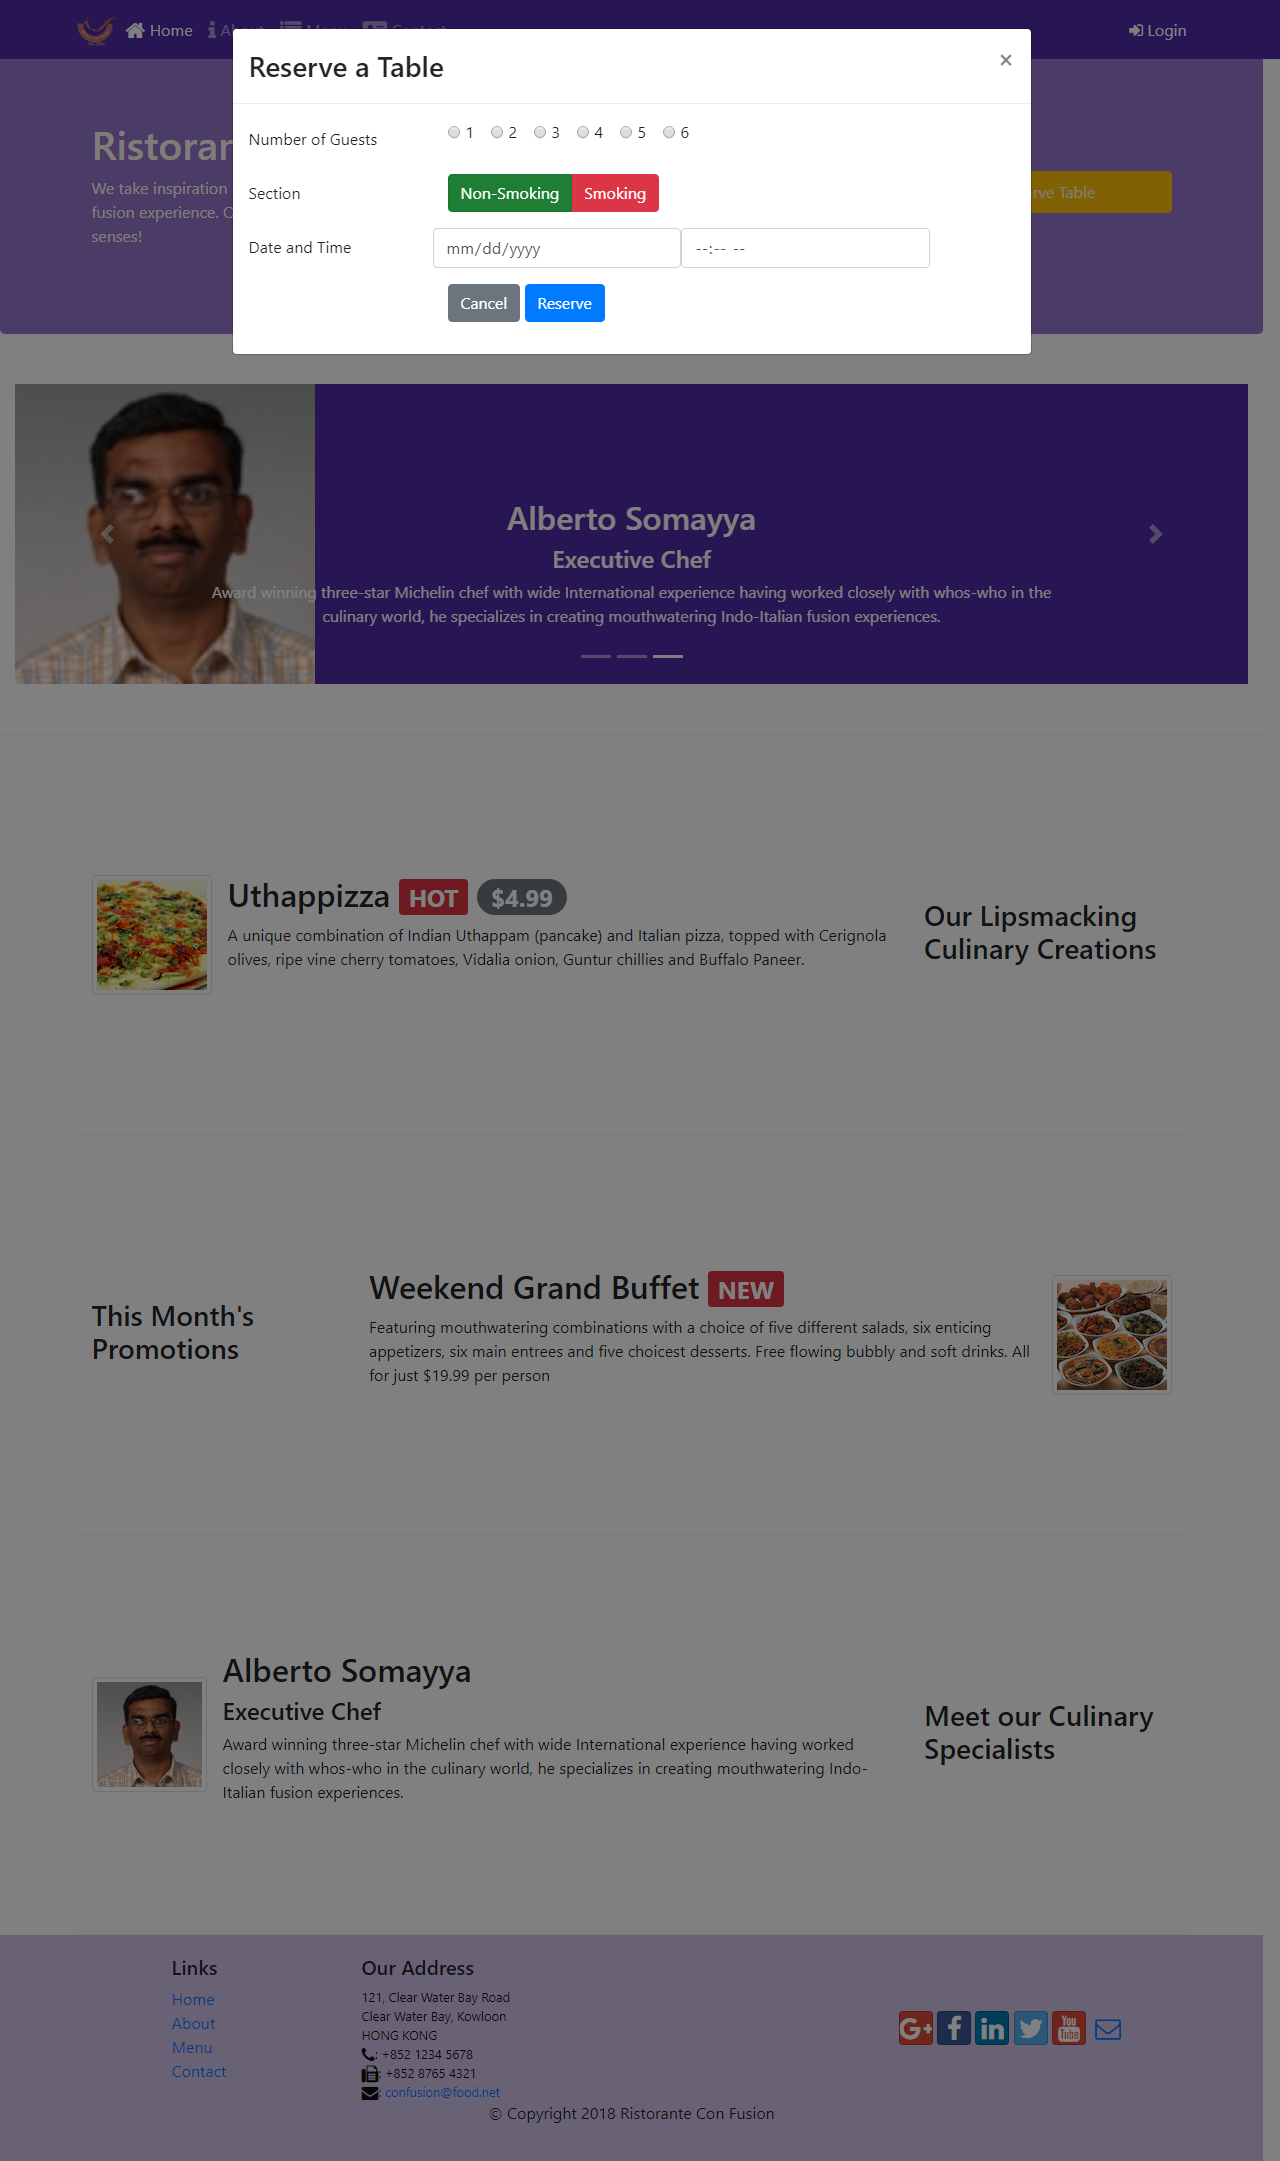 Home
Login
Reserve a Table
×
Number of Guests
1 2 3 4 5 6
Section
Non-Smoking Smoking
Date and Time
mm/dd/yyyy
--:-- --
Cancel Reserve
We take inspiration
fusion experience.
senses!
Table
Alberto Somayya
Executive Chef
Award winning three-star Michelin chef with wide International experience having worked closely with whos-who in the
culinary world, he specializes in creating mouthwatering Indo-Italian fusion experiences.
Uthappizza HOT $4.99
A unique combination of Indian Uthappam (pancake) and Italian pizza, topped with Cerignola
olives, ripe vine cherry tomatoes, Vidalia onion, Guntur chillies and Buffalo Paneer.
Our Lipsmacking
Culinary Creations
This Month's
Promotions
Weekend Grand Buffet NEW
Featuring mouthwatering combinations with a choice of five different salads, six enticing
appetizers, six main entrees and five choicest desserts. Free flowing bubbly and soft drinks. All
for just $19.99 per person
Alberto Somayya
Executive Chef
Award winning three-star Michelin chef with wide International experience having worked
closely with whos-who in the culinary world, he specializes in creating mouthwatering Indo-
Italian fusion experiences.
Meet our Culinary
Specialists
Links
Home
About
Menu
Contact
Our Address
121, Clear Water Bay Road
Clear Water Bay, Kowloon
HONG KONG
: +852 1234 5678
: +852 8765 4321
: confusion@food.net
You
Tube
© Copyright 2018 Ristorante Con Fusion